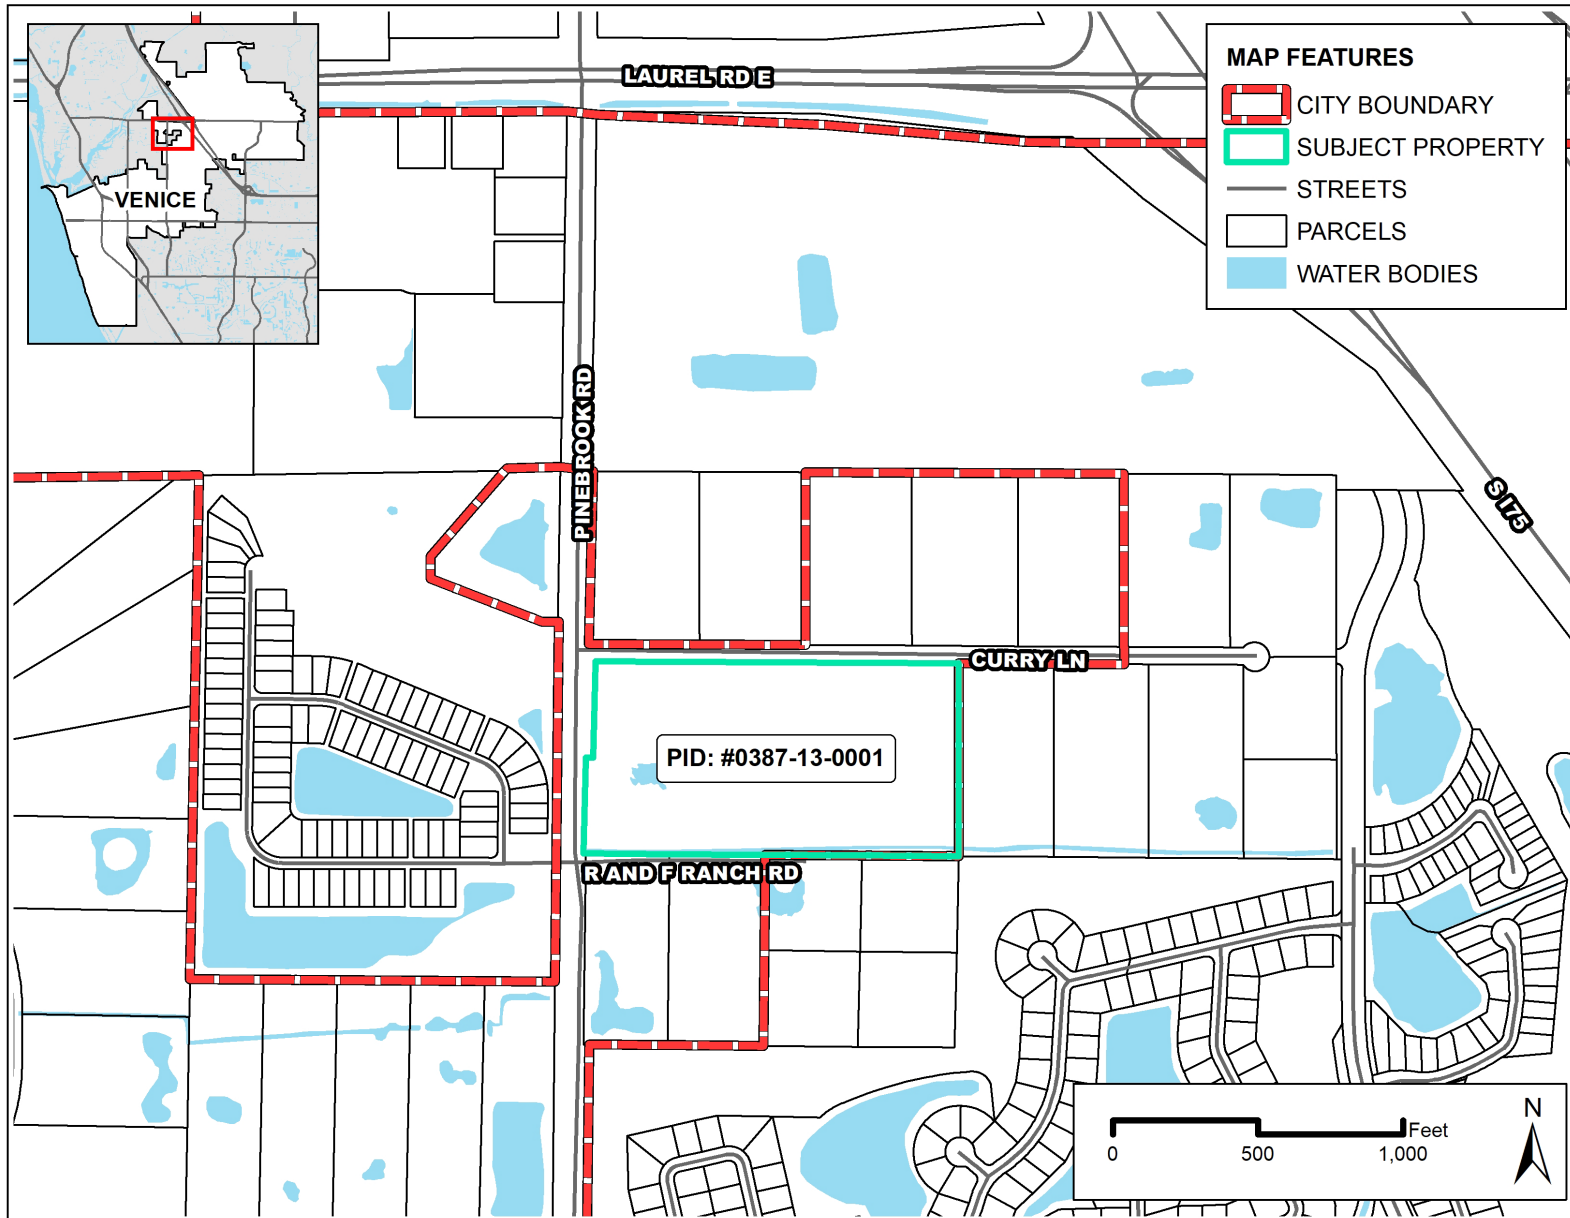 LAUREL RD E
VENICE
MAP FEATURES
CITY BOUNDARY
SUBJECT PROPERTY
STREETS
PARCELS
WATER BODIES
PINEBROOK RD
S I75
CURRY LN
PID: #0387-13-0001
R AND F RANCH RD
N
Feet
0 500 1,000